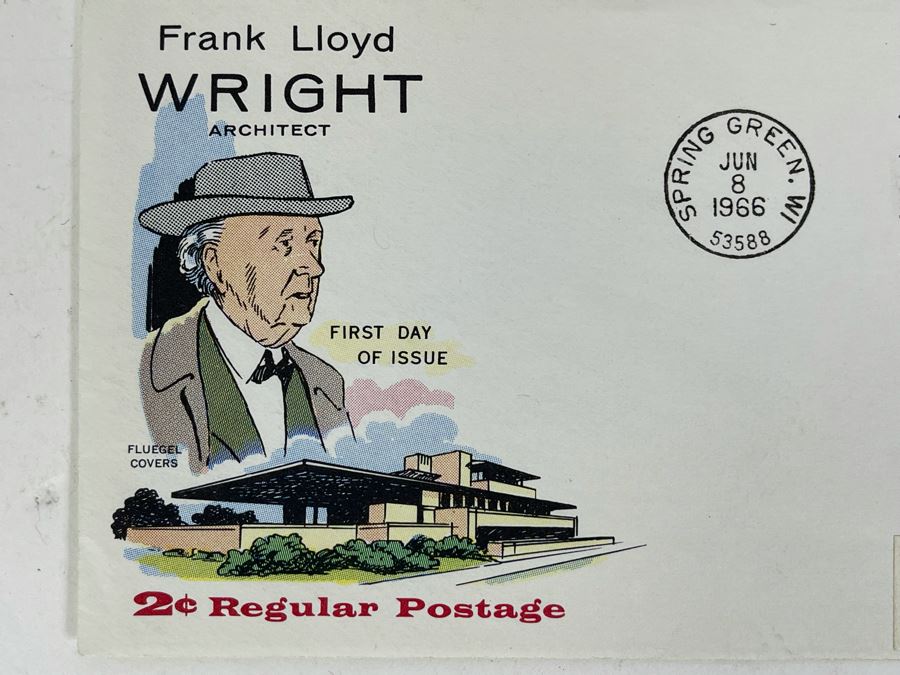 Frank Lloyd
WRIGHT
ARCHITECT
SPRING GREEN. WI
JUN
8
1966
53588
FIRST DAY
OF ISSUE
FLUEGEL
COVERS
2¢ Regular Postage